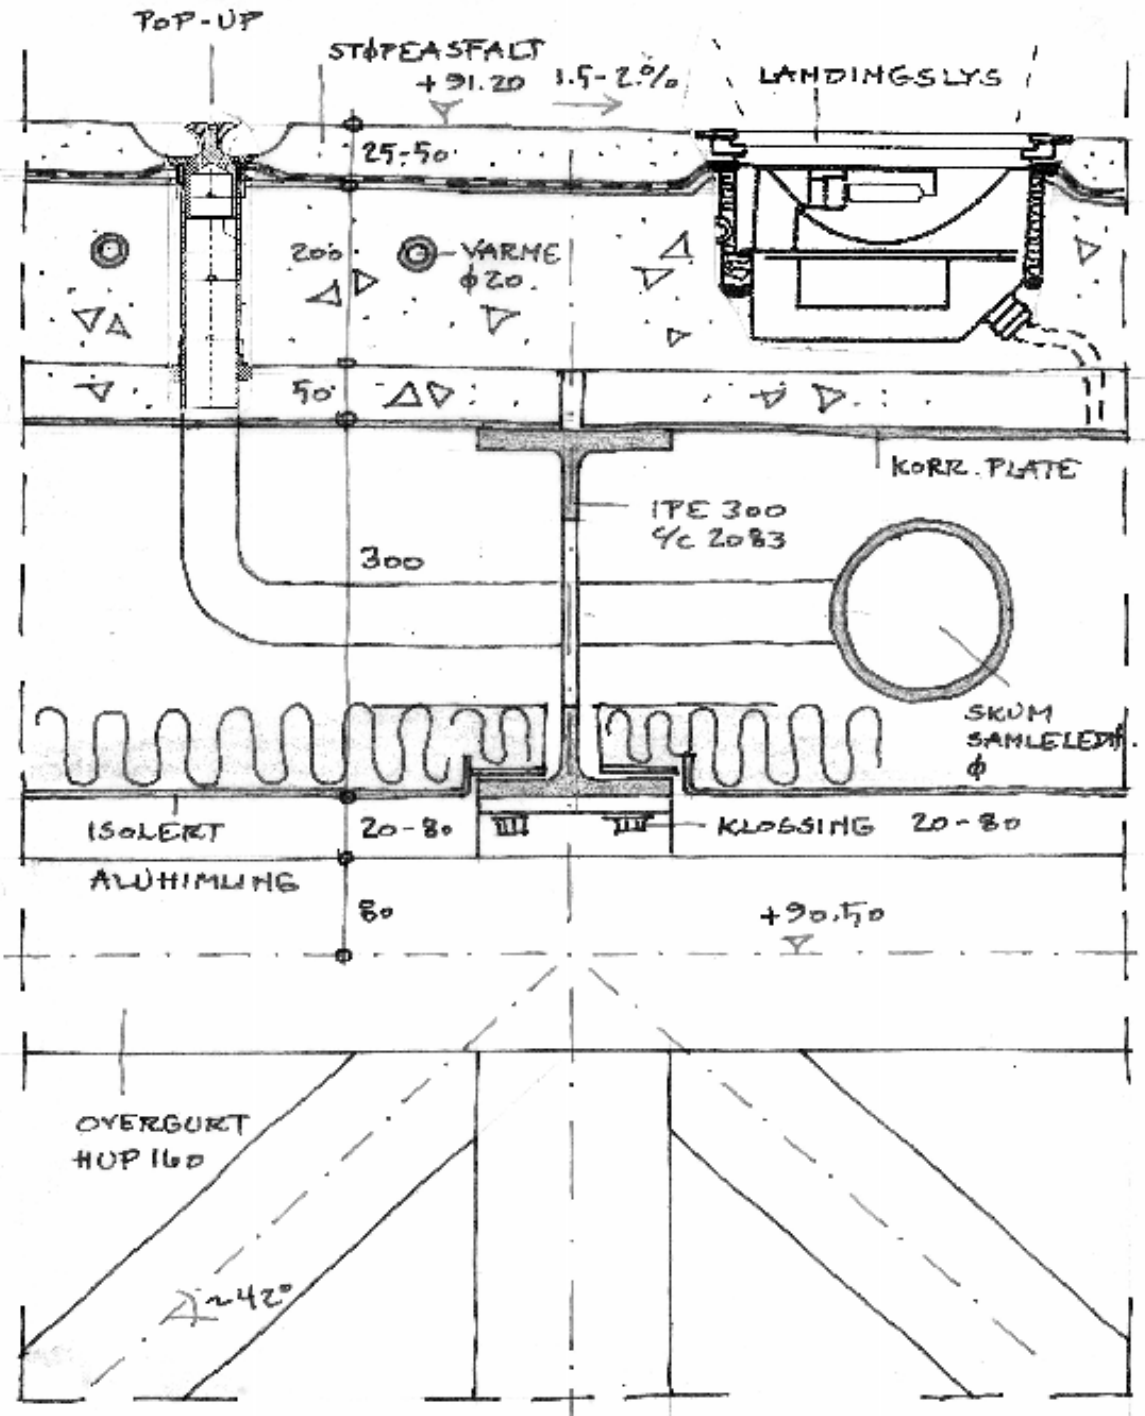 POP-UP
STØPEASFALT
+91.20
1.5-2%
LANDINGSLYS
25-50
200
VARME
ϕ20.
50
KORR. PLATE
IPE 300
c/c 2083
300
SKUM
SAMLELEDN.
ϕ
ISOLERT
20-80
KLOSSING 20-80
ALUHIMLING
80
+90.50
OVERGURT
HUP 160
~42°